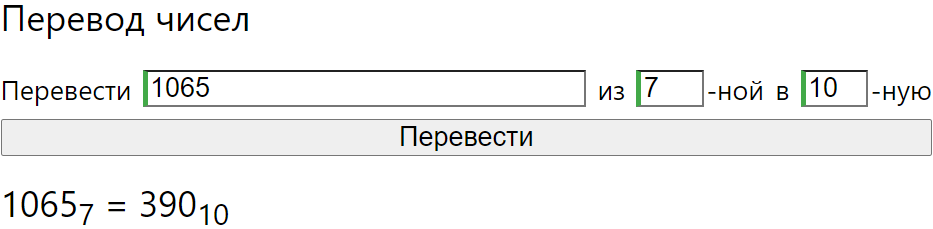 Перевод чисел
Перевести 1065 из 7 -ной в 10 -ную
Перевести
1065₇ = 390₁₀